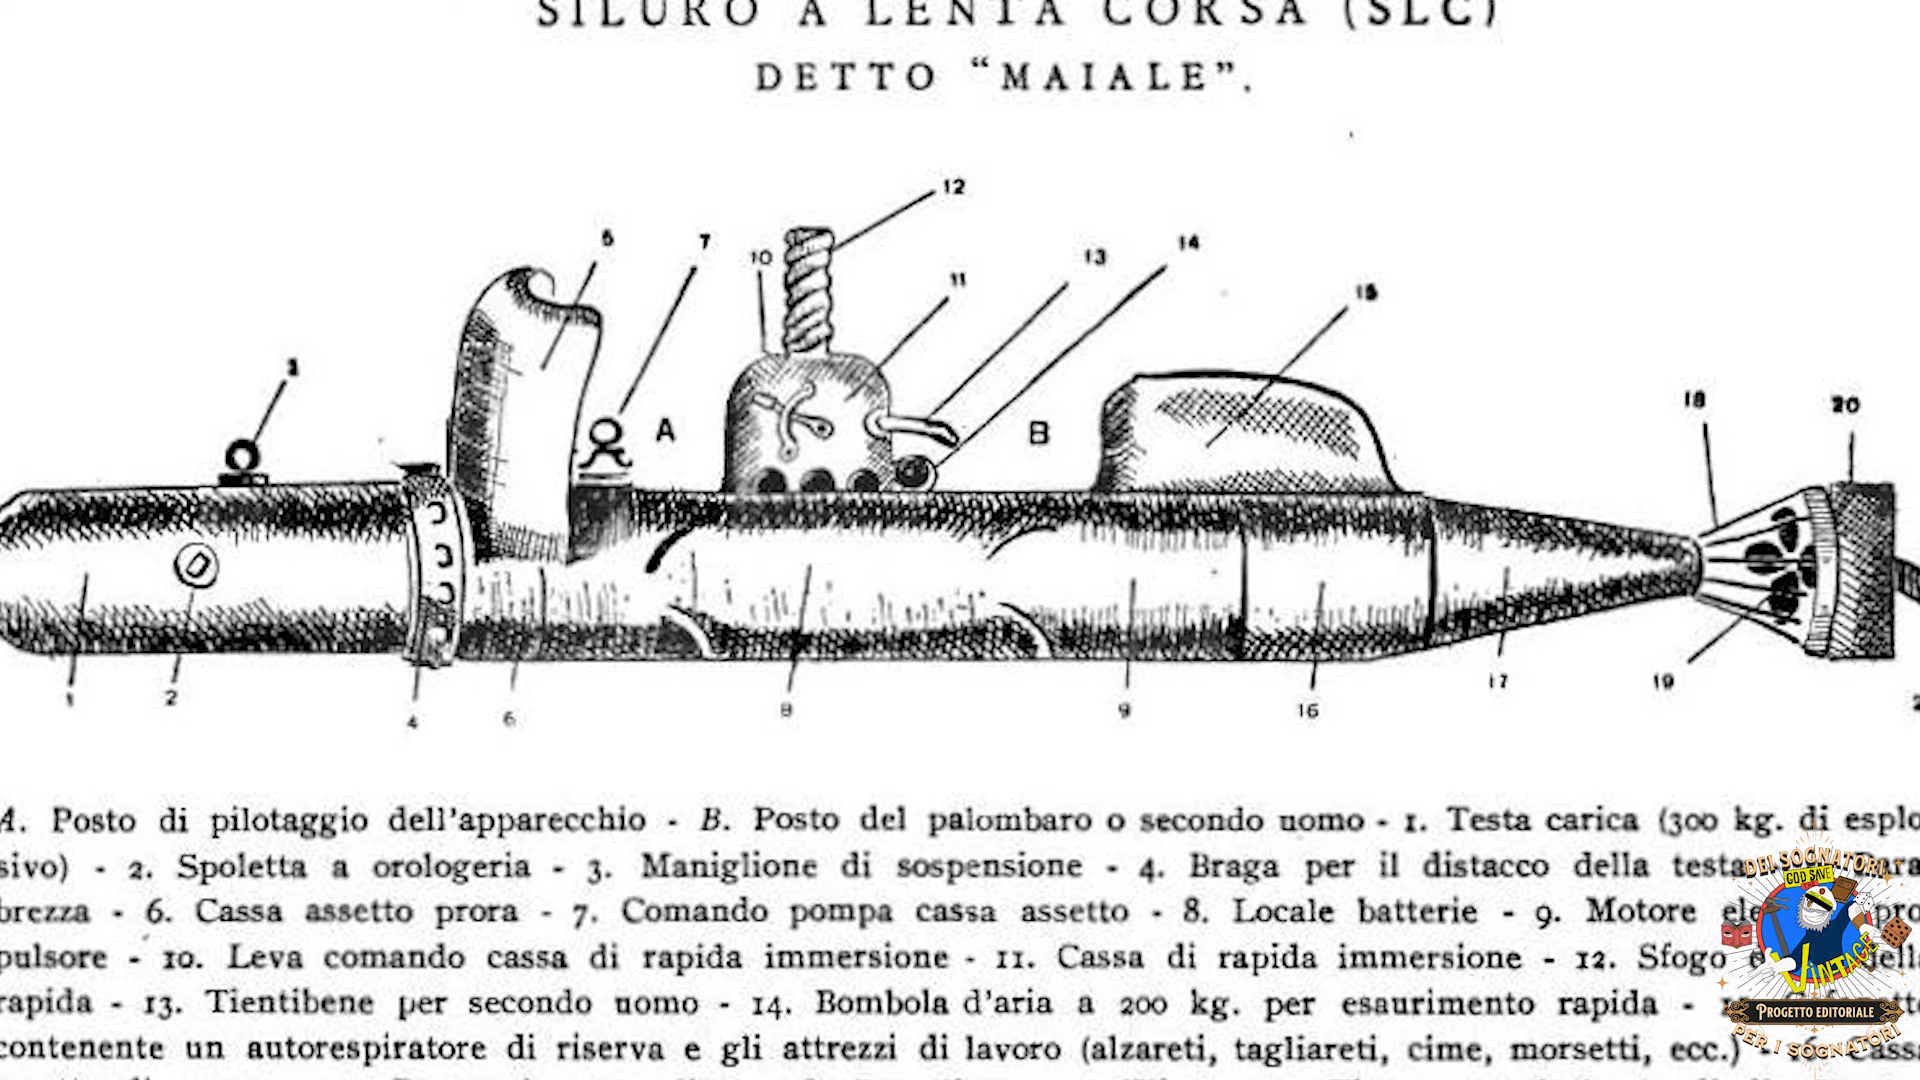 SILURO A LENTA CORSA (SLC)
DETTO "MAIALE".
12
5
7
10
14
13
11
15
3
A
B
18
20
1
2
4
6
8
9
16
17
19
A. Posto di pilotaggio dell'apparecchio - B. Posto del palombaro o secondo uomo - 1. Testa carica (300 kg. di esplo
sivo) - 2. Spoletta a orologeria - 3. Maniglione di sospensione - 4. Braga per il distacco della testa
brezza - 6. Cassa assetto prora - 7. Comando pompa cassa assetto - 8. Locale batterie - 9. Motore
pulsore - 10. Leva comando cassa di rapida immersione - 11. Cassa di rapida immersione - 12. Sfogo
rapida - 13. Tientibene per secondo uomo - 14. Bombola d'aria a 200 kg. per esaurimento rapida -
contenente un autorespiratore di riserva e gli attrezzi di lavoro (alzareti, tagliareti, cime, morsetti, ecc.)
DEI SOGNATORI
GOD SAVE
THE
VINTAGE
PROGETTO EDITORIALE
PER I SOGNATORI